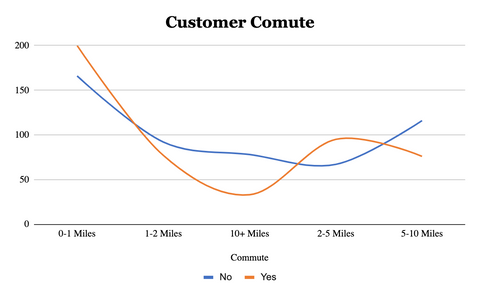 Customer Comute
200
150
100
50
0
0-1 Miles 1-2 Miles 10+ Miles 2-5 Miles 5-10 Miles
Commute
No Yes